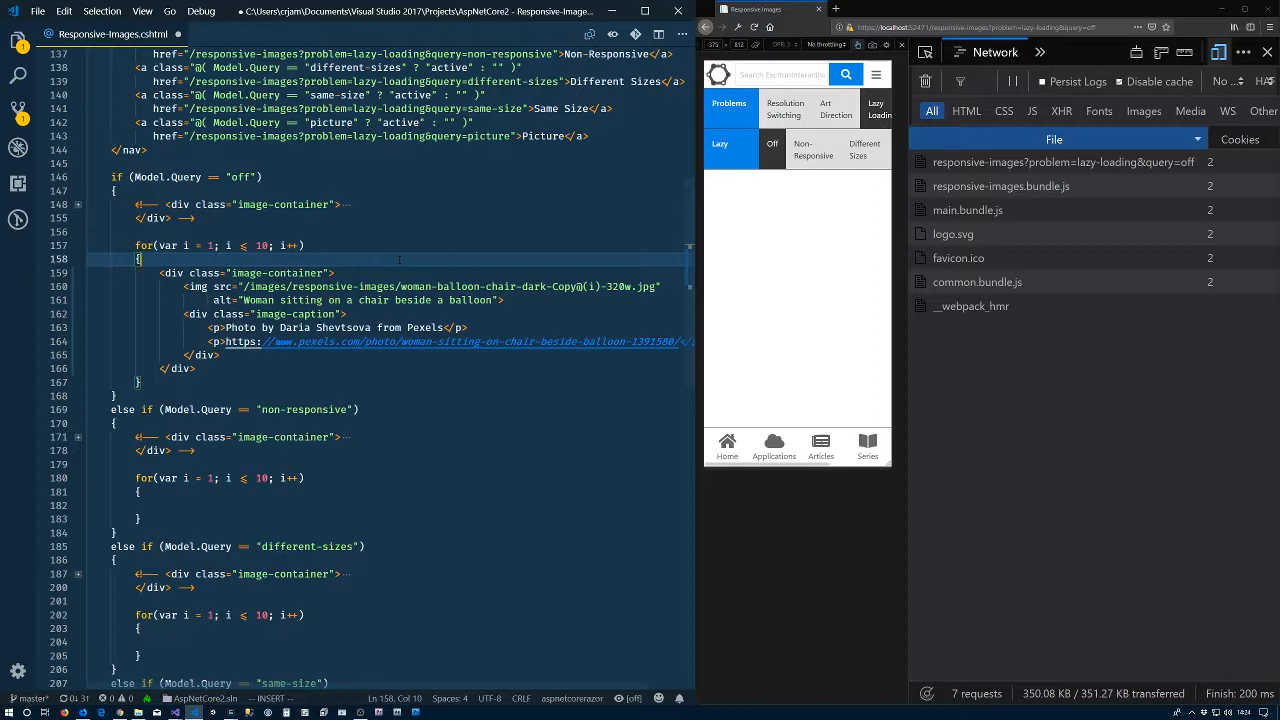 File Edit Selection View Go Debug ··· ● C:\Users\crjam\Documents\Visual Studio 2017\Projects\AspNetCore2\Responsive-Images....
Responsive-Images.cshtml ●
137 href="/responsive-images?problem=lazy-loading&query=non-responsive">Non-Responsive</a>
138 <a class="@( Model.Query == "different-sizes" ? "active" : "" )"
139 href="/responsive-images?problem=lazy-loading&query=different-sizes">Different Sizes</a>
140 <a class="@( Model.Query == "same-size" ? "active" : "" )"
141 href="/responsive-images?problem=lazy-loading&query=same-size">Same Size</a>
142 <a class="@( Model.Query == "picture" ? "active" : "" )"
143 href="/responsive-images?problem=lazy-loading&query=picture">Picture</a>
144 </nav>
145
146 if (Model.Query == "off")
147 {
148 <!-- <div class="image-container"> ···
155 </div> -->
156
157 for(var i = 1; i <= 10; i++)
158 {
159 <div class="image-container">
160 <img src="/images/responsive-images/woman-balloon-chair-dark-Copy@(i)-320w.jpg"
161 alt="Woman sitting on a chair beside a balloon">
162 <div class="image-caption">
163 <p>Photo by Daria Shevtsova from Pexels</p>
164 <p>https://www.pexels.com/photo/woman-sitting-on-chair-beside-balloon-1391580/</
165 </div>
166 </div>
167 }
168 }
169 else if (Model.Query == "non-responsive")
170 {
171 <!-- <div class="image-container"> ···
178 </div> -->
179
180 for(var i = 1; i <= 10; i++)
181 {
182
183 }
184 }
185 else if (Model.Query == "different-sizes")
186 {
187 <!-- <div class="image-container"> ···
200 </div> -->
201
202 for(var i = 1; i <= 10; i++)
203 {
204
205 }
206 }
207 else if (Model.Query == "same-size")
master* 0↓ 3↑ 0 0 AspNetCore2.sln -- INSERT -- Ln 158, Col 10 Spaces: 4 UTF-8 CRLF aspnetcorerazor [off]
Responsive Images
https://localhost:52471/responsive-images?problem=lazy-loading&query=off
375 × 812 DPR: 3 No throttling
Search ExcitonInteractiv
Problems Resolution Switching Art Direction Lazy Loadin
Lazy Off Non-Responsive Different Sizes
Home Applications Articles Series
Network
Persist Logs Disable
All HTML CSS JS XHR Fonts Images Media
File Cookies
responsive-images?problem=lazy-loading&query=off 2
responsive-images.bundle.js 2
main.bundle.js 2
logo.svg 2
favicon.ico 2
common.bundle.js 2
__webpack_hmr
7 requests 350.08 KB / 351.27 KB transferred Finish: 200 ms
14:24